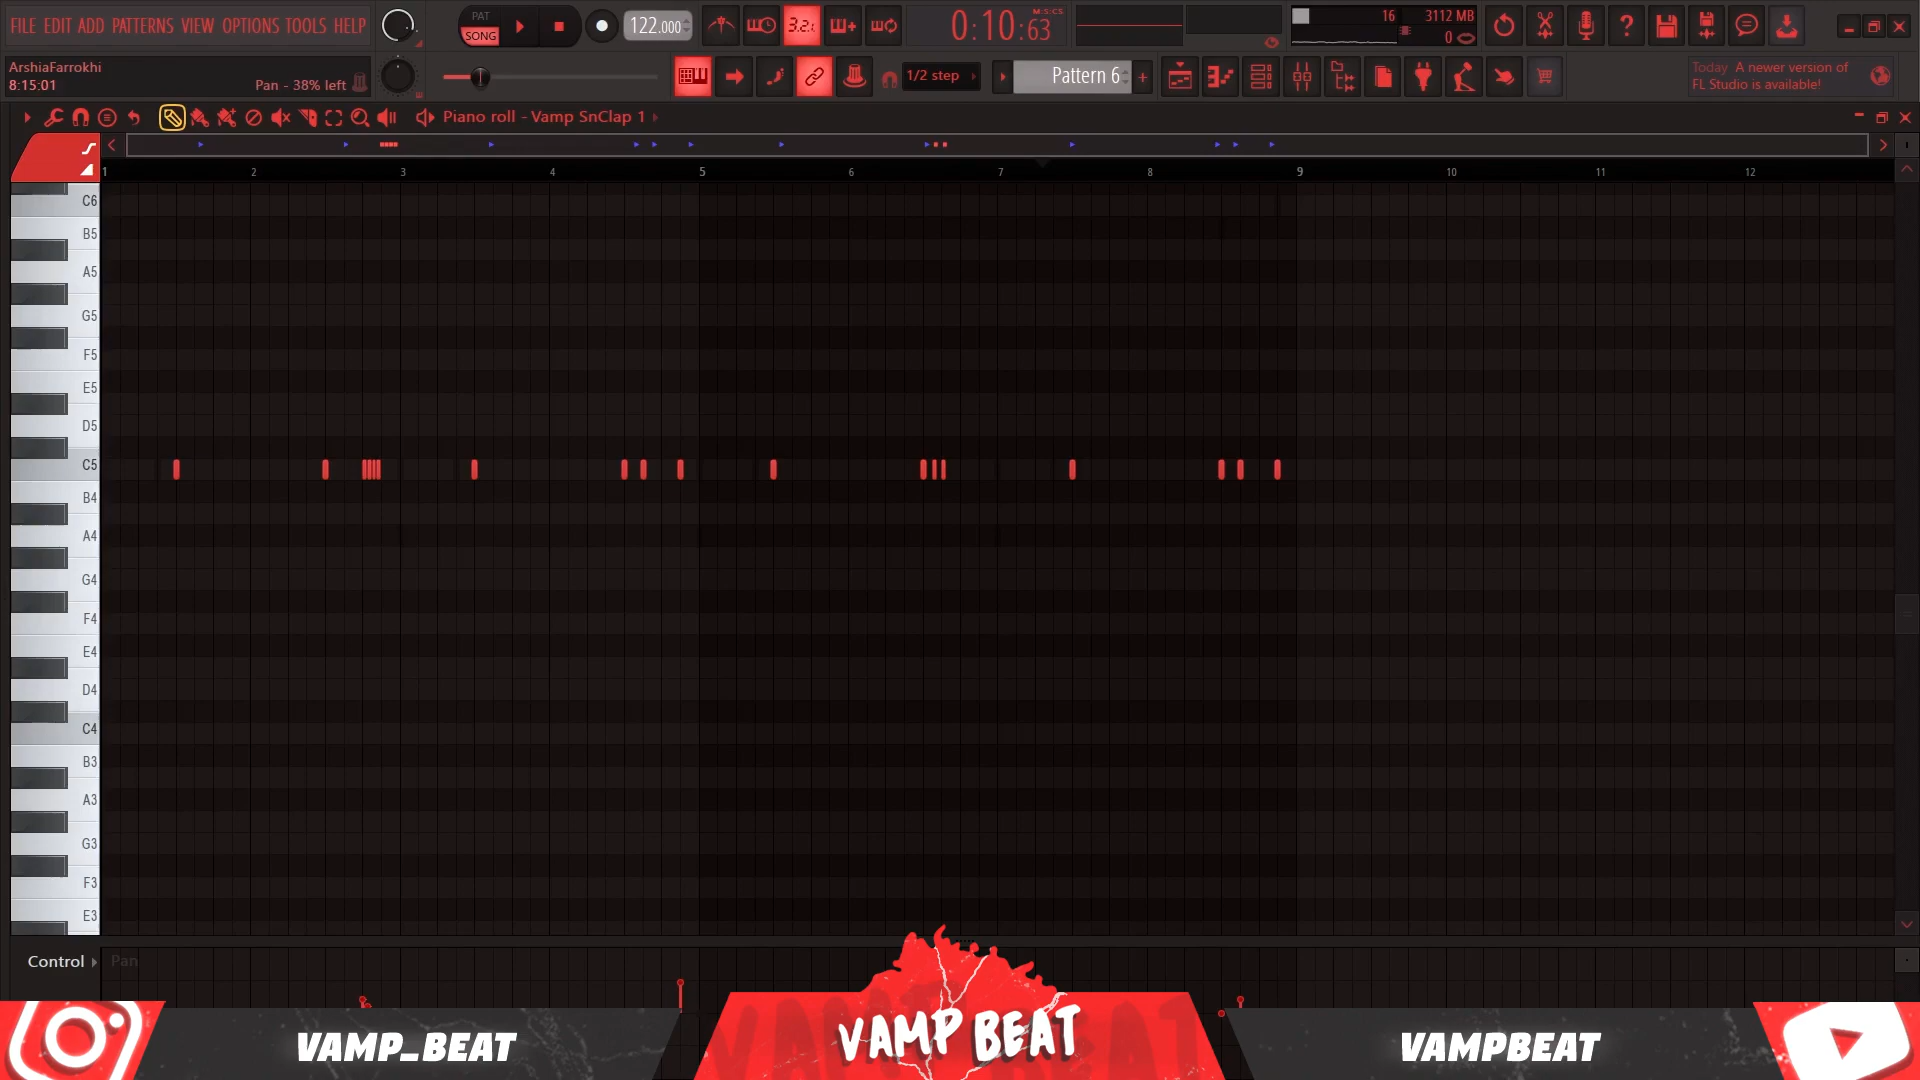 FILE EDIT ADD PATTERNS VIEW OPTIONS TOOLS HELP
PAT
SONG
122.000
3.2.
0:10:63
M:S:CS
16
3112 MB
0
ArshiaFarrokhi
8:15:01
Pan - 38% left
1/2 step
Pattern 6
Today A newer version of
FL Studio is available!
Piano roll - Vamp SnClap 1
1 2 3 4 5 6 7 8 9 10 11 12
C6
B5
A5
G5
F5
E5
D5
C5
B4
A4
G4
F4
E4
D4
C4
B3
A3
G3
F3
E3
Control
Pan
VAMP_BEAT
VAMP BEAT
VAMPBEAT